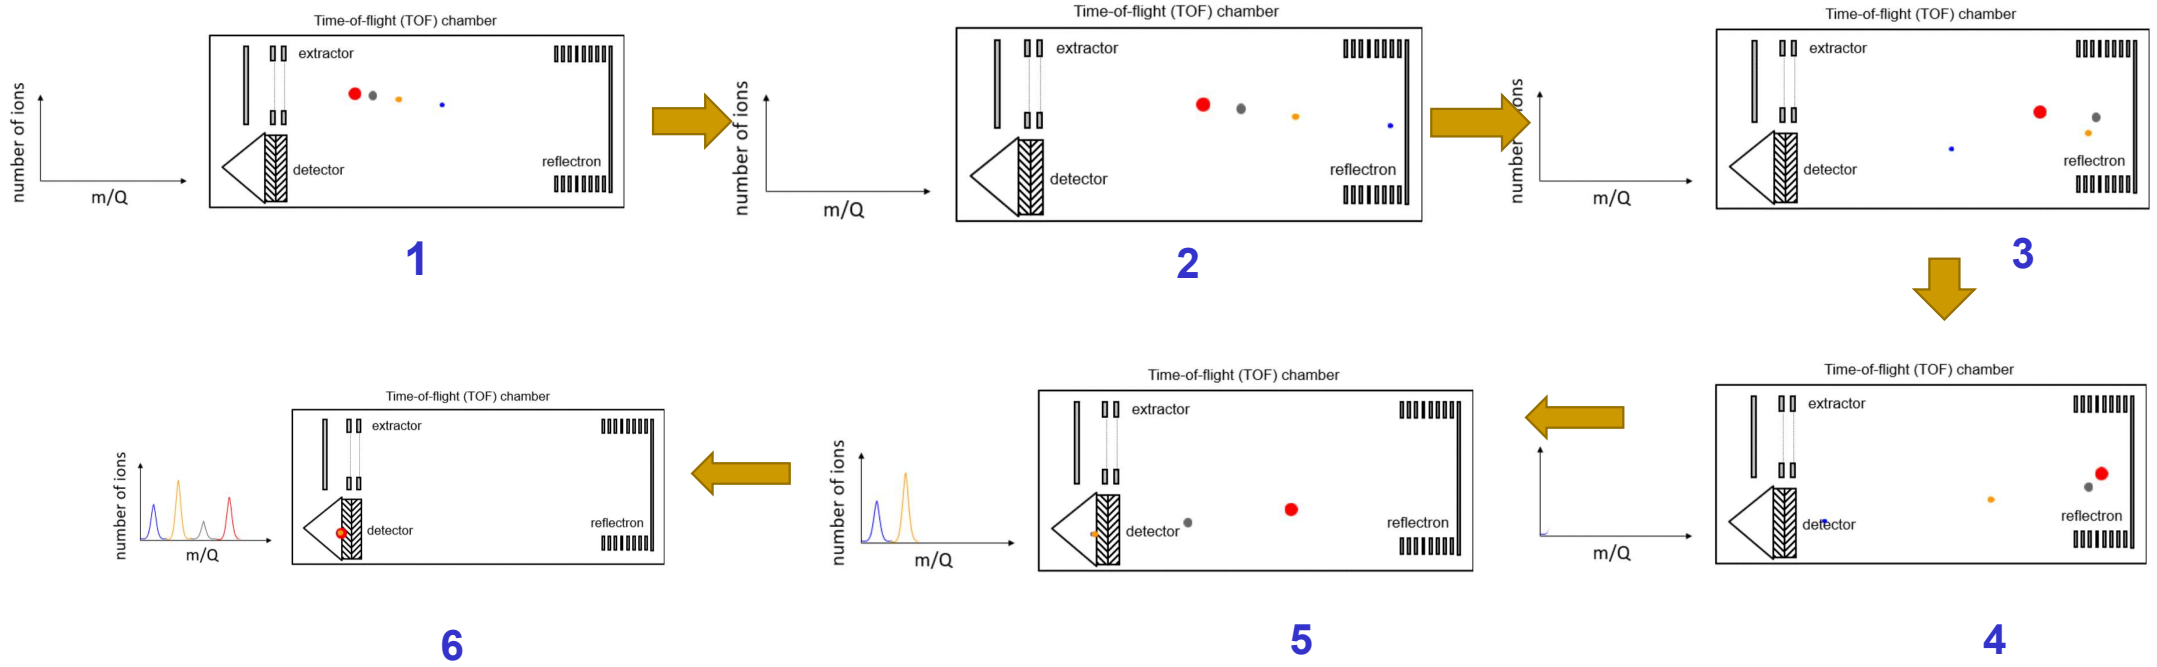 Time-of-flight (TOF) chamber
extractor
number of ions
reflectron
detector
m/Q
1
Time-of-flight (TOF) chamber
extractor
number of ions
reflectron
detector
m/Q
2
Time-of-flight (TOF) chamber
extractor
number of ions
reflectron
detector
m/Q
3
Time-of-flight (TOF) chamber
extractor
reflectron
detector
m/Q
4
Time-of-flight (TOF) chamber
extractor
number of ions
reflectron
detector
m/Q
5
Time-of-flight (TOF) chamber
extractor
number of ions
reflectron
detector
m/Q
6